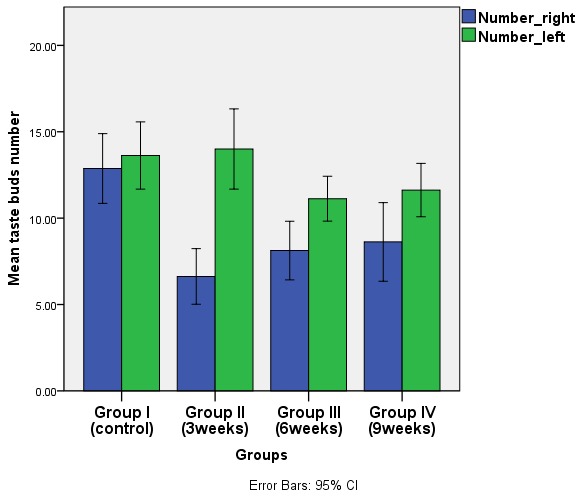 Number_right
Number_left
20.00
15.00
10.00
5.00
0.00
Mean taste buds number
Group I
(control)
Group II
(3weeks)
Group III
(6weeks)
Group IV
(9weeks)
Groups
Error Bars: 95% CI